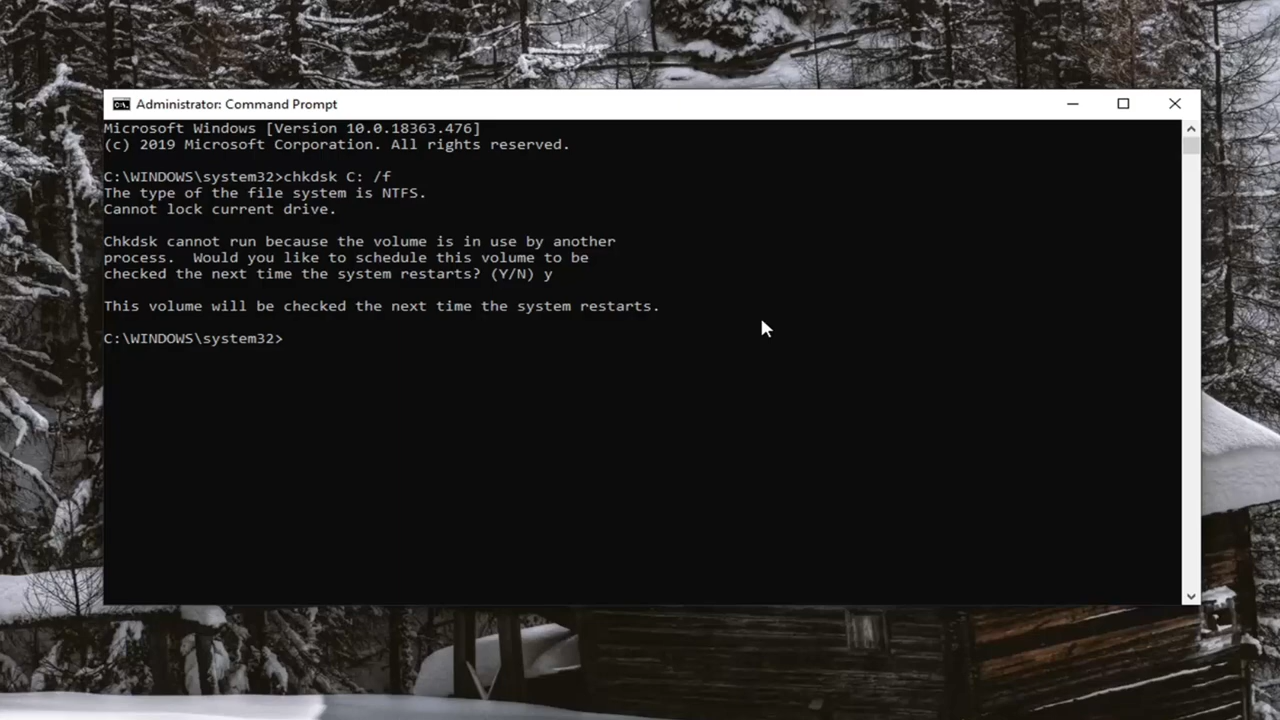 Administrator: Command Prompt
Microsoft Windows [Version 10.0.18363.476]
(c) 2019 Microsoft Corporation. All rights reserved.
C:\WINDOWS\system32>chkdsk C: /f
The type of the file system is NTFS.
Cannot lock current drive.
Chkdsk cannot run because the volume is in use by another
process.  Would you like to schedule this volume to be
checked the next time the system restarts? (Y/N) y
This volume will be checked the next time the system restarts.
C:\WINDOWS\system32>